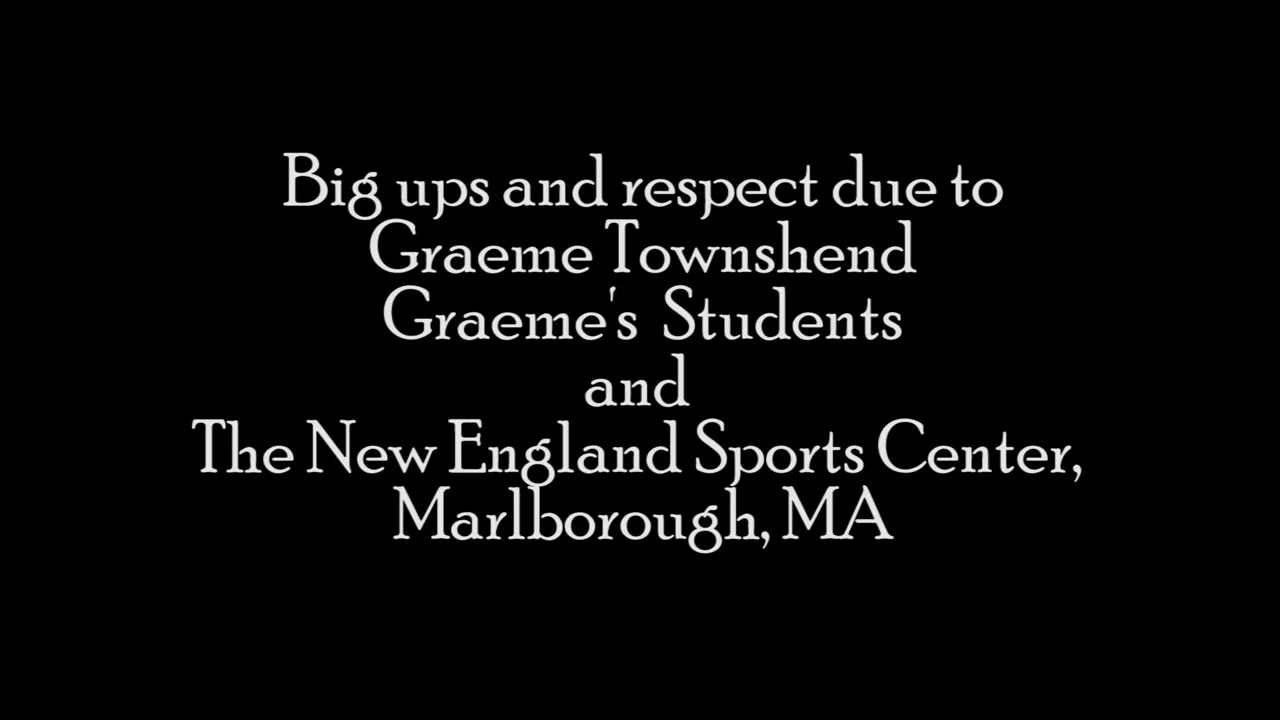 Big ups and respect due to
Graeme Townshend
Graeme's Students
and
The New England Sports Center,
Marlborough, MA